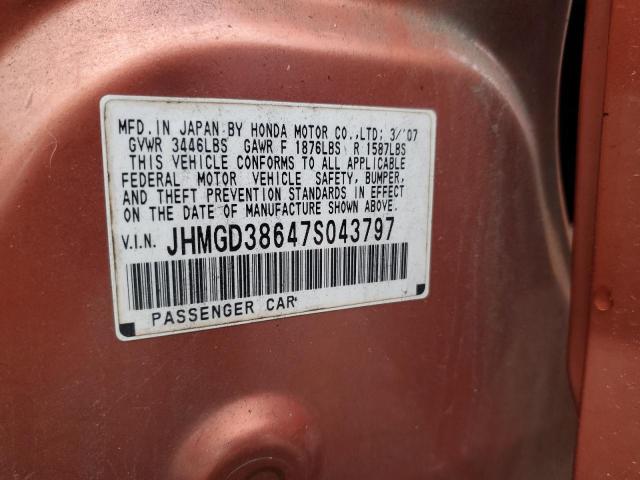 MFD. IN JAPAN BY HONDA MOTOR CO.,LTD; 3/'07
GVWR 3446LBS GAWR F 1876LBS R 1587LBS
THIS VEHICLE CONFORMS TO ALL APPLICABLE
FEDERAL MOTOR VEHICLE SAFETY, BUMPER,
AND THEFT PREVENTION STANDARDS IN EFFECT
ON THE DATE OF MANUFACTURE SHOWN ABOVE.
V.I.N. JHMGD38647S043797
PASSENGER CAR